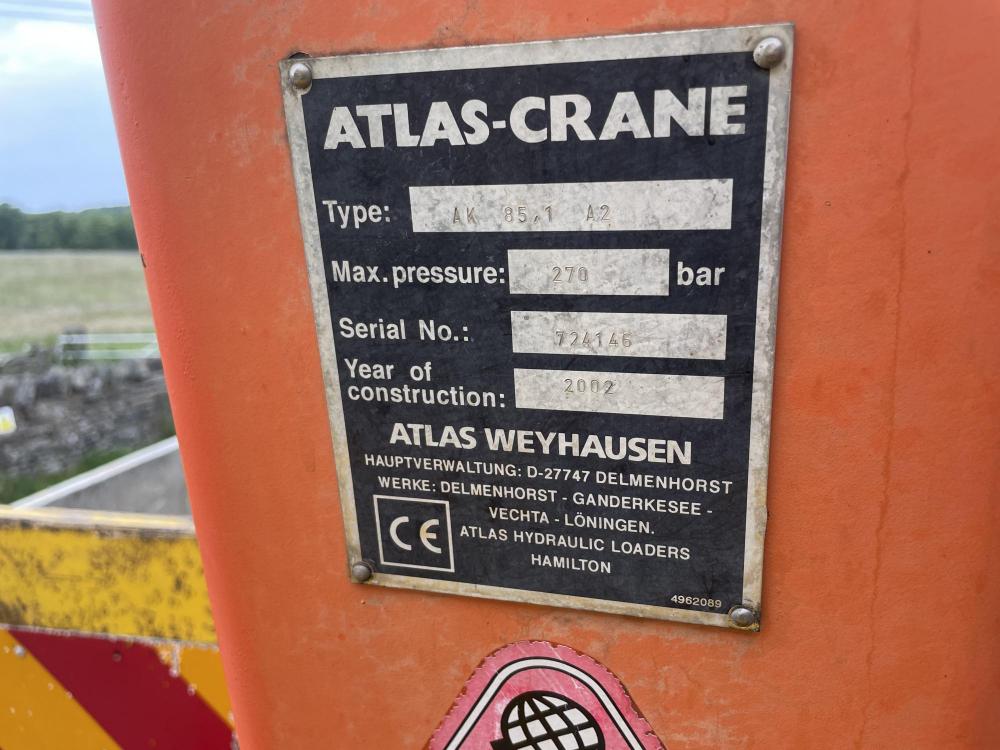 ATLAS-CRANE
Type: AK 85,1 A2
Max. pressure: 270 bar
Serial No.: 724146
Year of
construction: 2002
ATLAS WEYHAUSEN
HAUPTVERWALTUNG: D-27747 DELMENHORST
WERKE: DELMENHORST - GANDERKESEE -
VECHTA - LÖNINGEN.
CE ATLAS HYDRAULIC LOADERS
HAMILTON
4962089